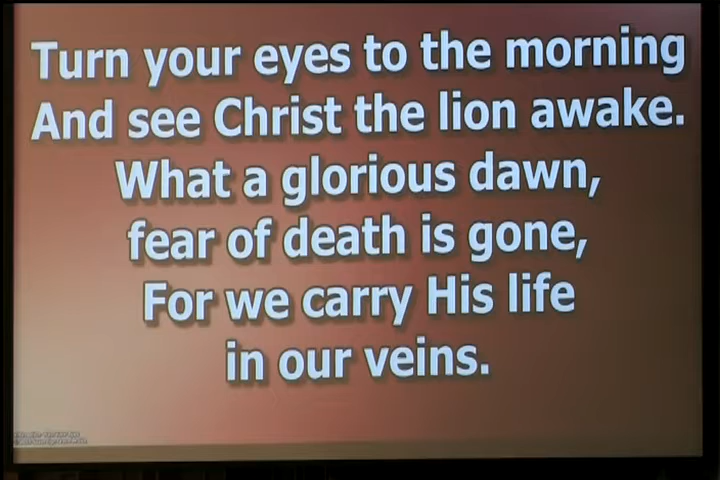 Turn your eyes to the morning
And see Christ the lion awake.
What a glorious dawn,
fear of death is gone,
For we carry His life
in our veins.